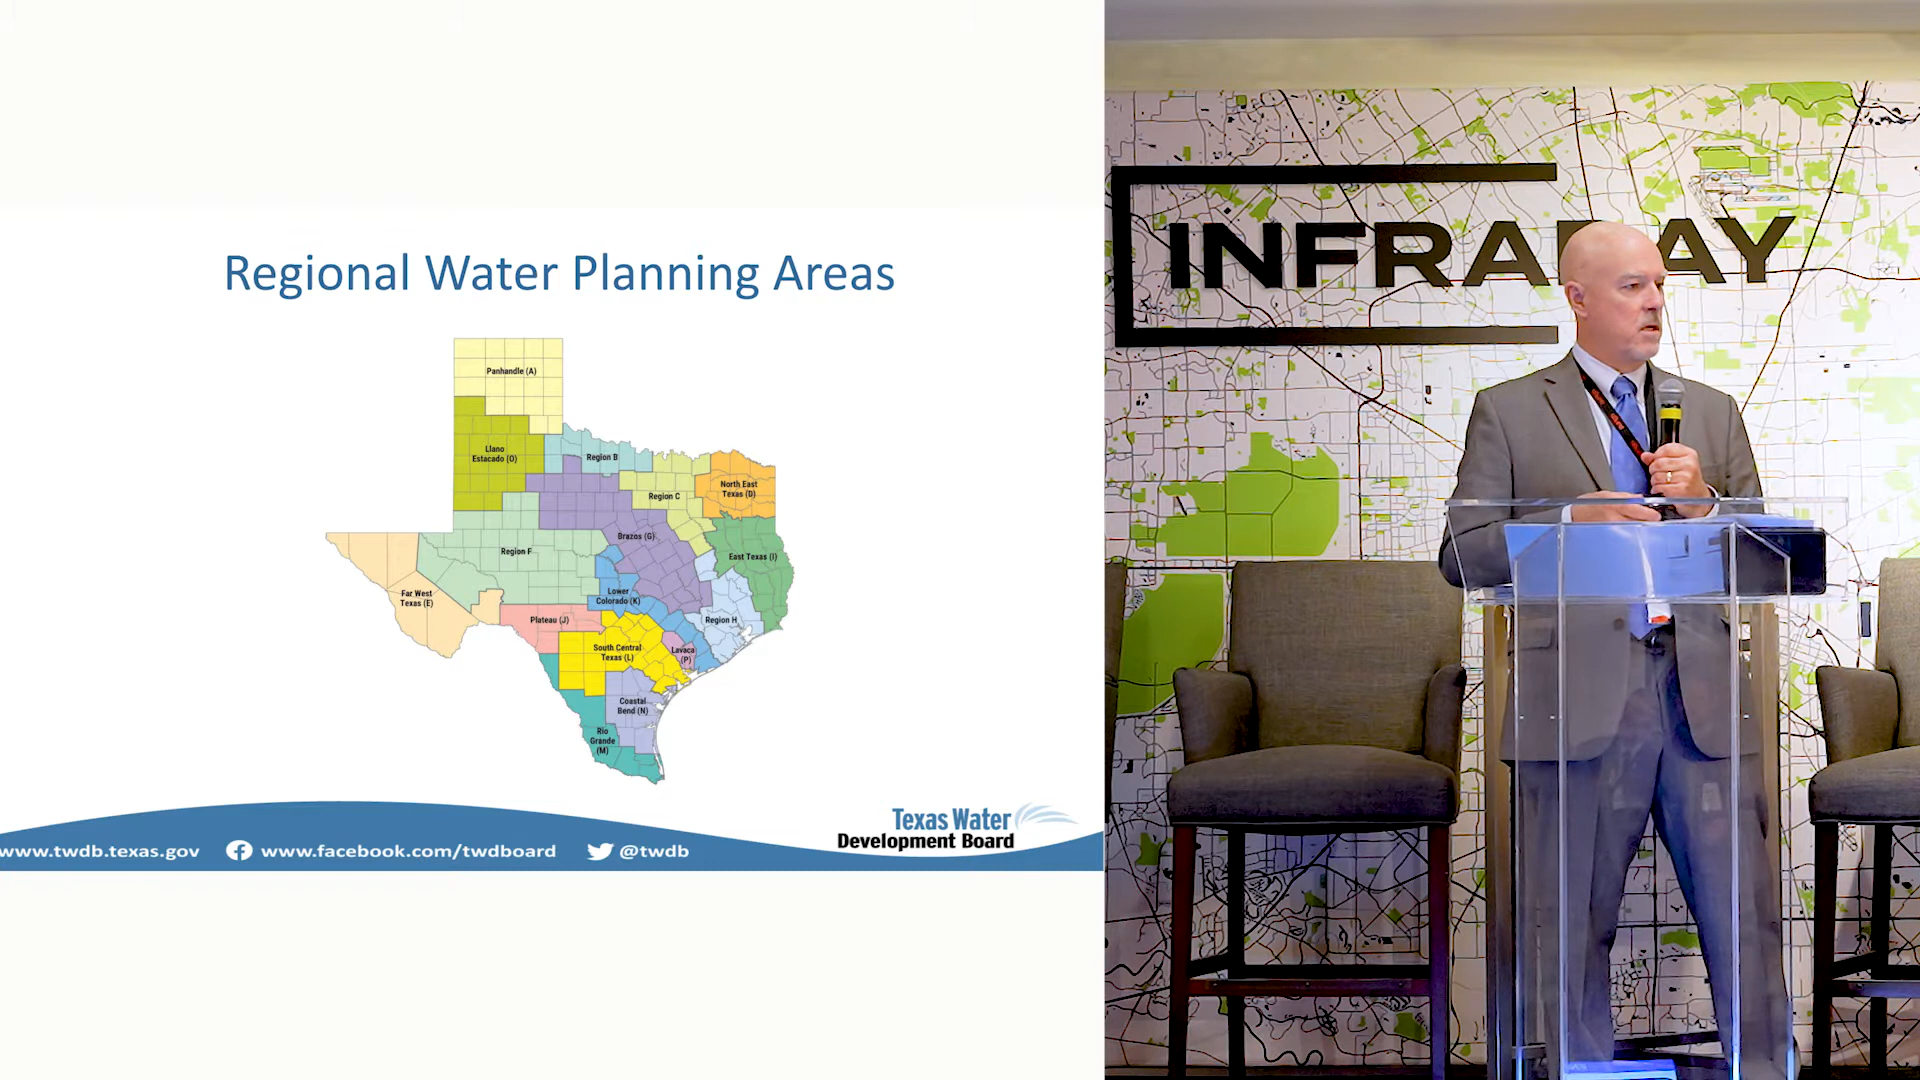 Regional Water Planning Areas
Panhandle (A)
Llano
Estacado (O)
Region B
Region C
North East
Texas (D)
Brazos (G)
Region F
East Texas (I)
Far West
Texas (E)
Lower
Colorado (K)
Plateau (J)
Region H
South Central
Texas (L)
Lavaca
(P)
Coastal
Bend (N)
Rio
Grande
(M)
Texas Water
Development Board
www.twdb.texas.gov
www.facebook.com/twdboard
@twdb
INFRADAY